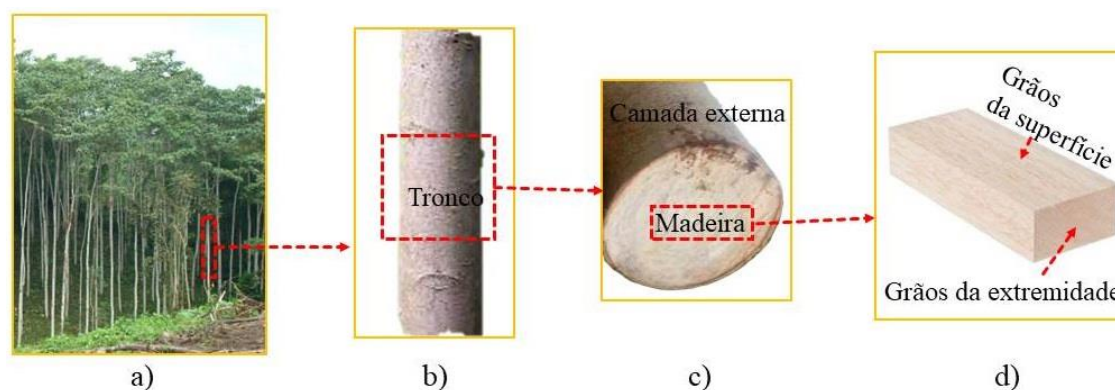 Tronco
Camada externa
Madeira
Grãos
da superfície
Grãos da extremidade
a)
b)
c)
d)